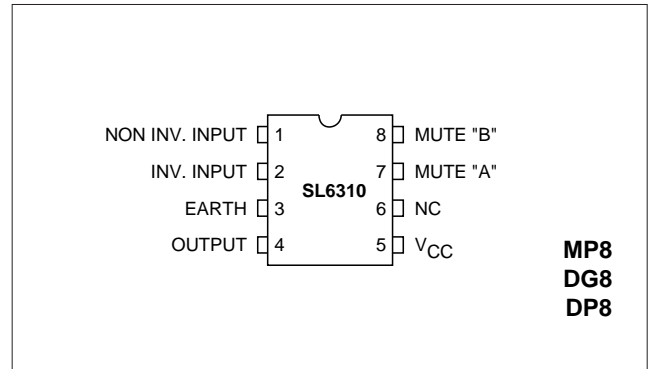 NON INV. INPUT 1 8 MUTE "B"
INV. INPUT 2 7 MUTE "A"
SL6310
EARTH 3 6 NC
OUTPUT 4 5 VCC
MP8
DG8
DP8